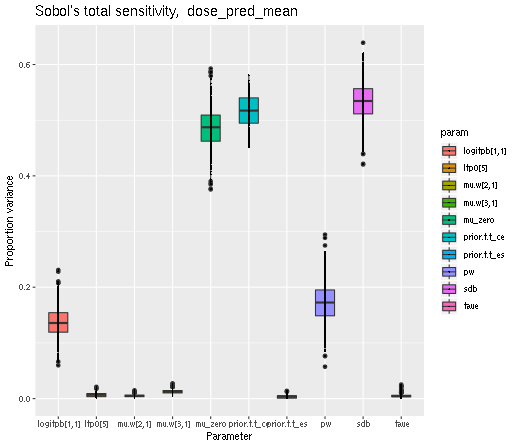 Sobol's total sensitivity, dose_pred_mean
Proportion variance
0.6
0.4
0.2
0.0
logitpb[1,1] ltp0[5] mu.w[2,1] mu.w[3,1] mu_zero prior.t.t_ce prior.t.t_es pw sdb taue
Parameter
param
logitpb[1,1]
ltp0[5]
mu.w[2,1]
mu.w[3,1]
mu_zero
prior.t.t_ce
prior.t.t_es
pw
sdb
taue